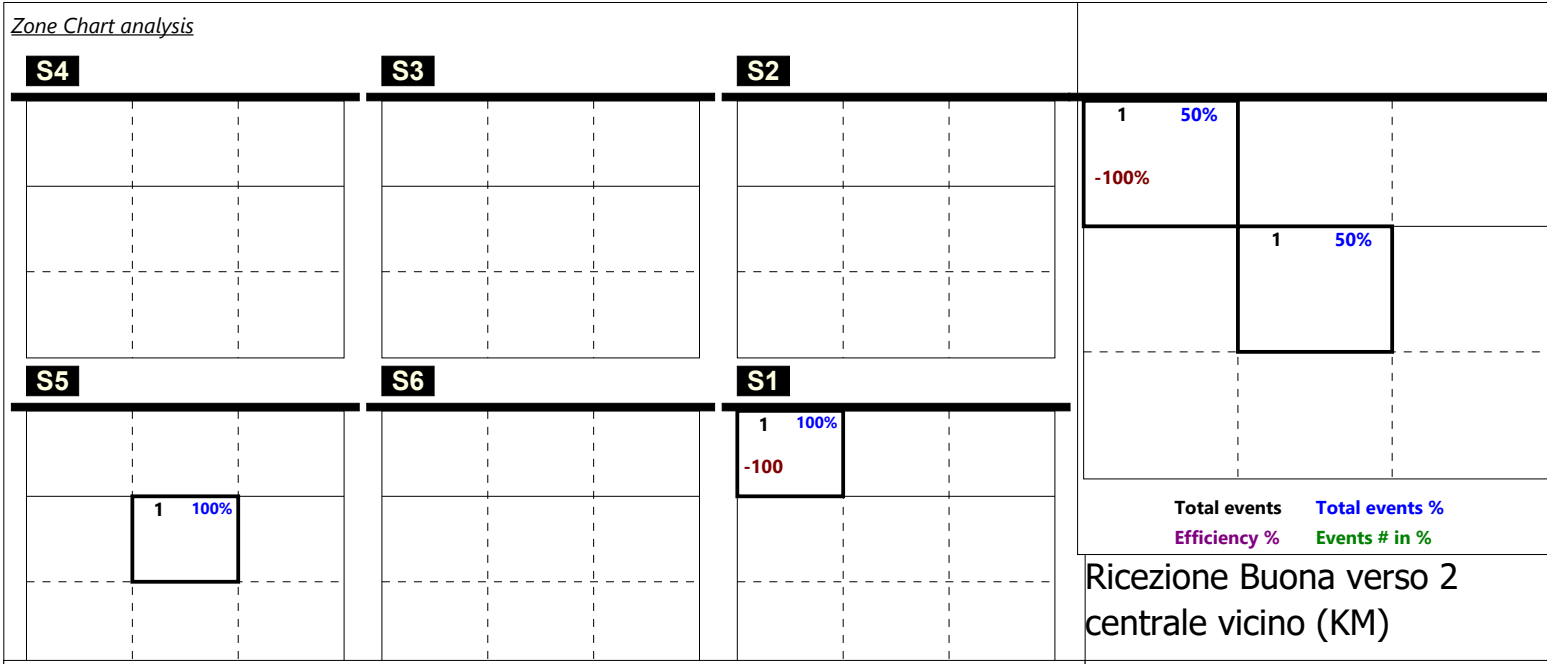 Zone Chart analysis
S4 S3 S2
1 50%
-100%
1 50%
S5 S6 S1
1 100%
-100
1 100%
Total events Total events %
Efficiency % Events # in %
Ricezione Buona verso 2
centrale vicino (KM)